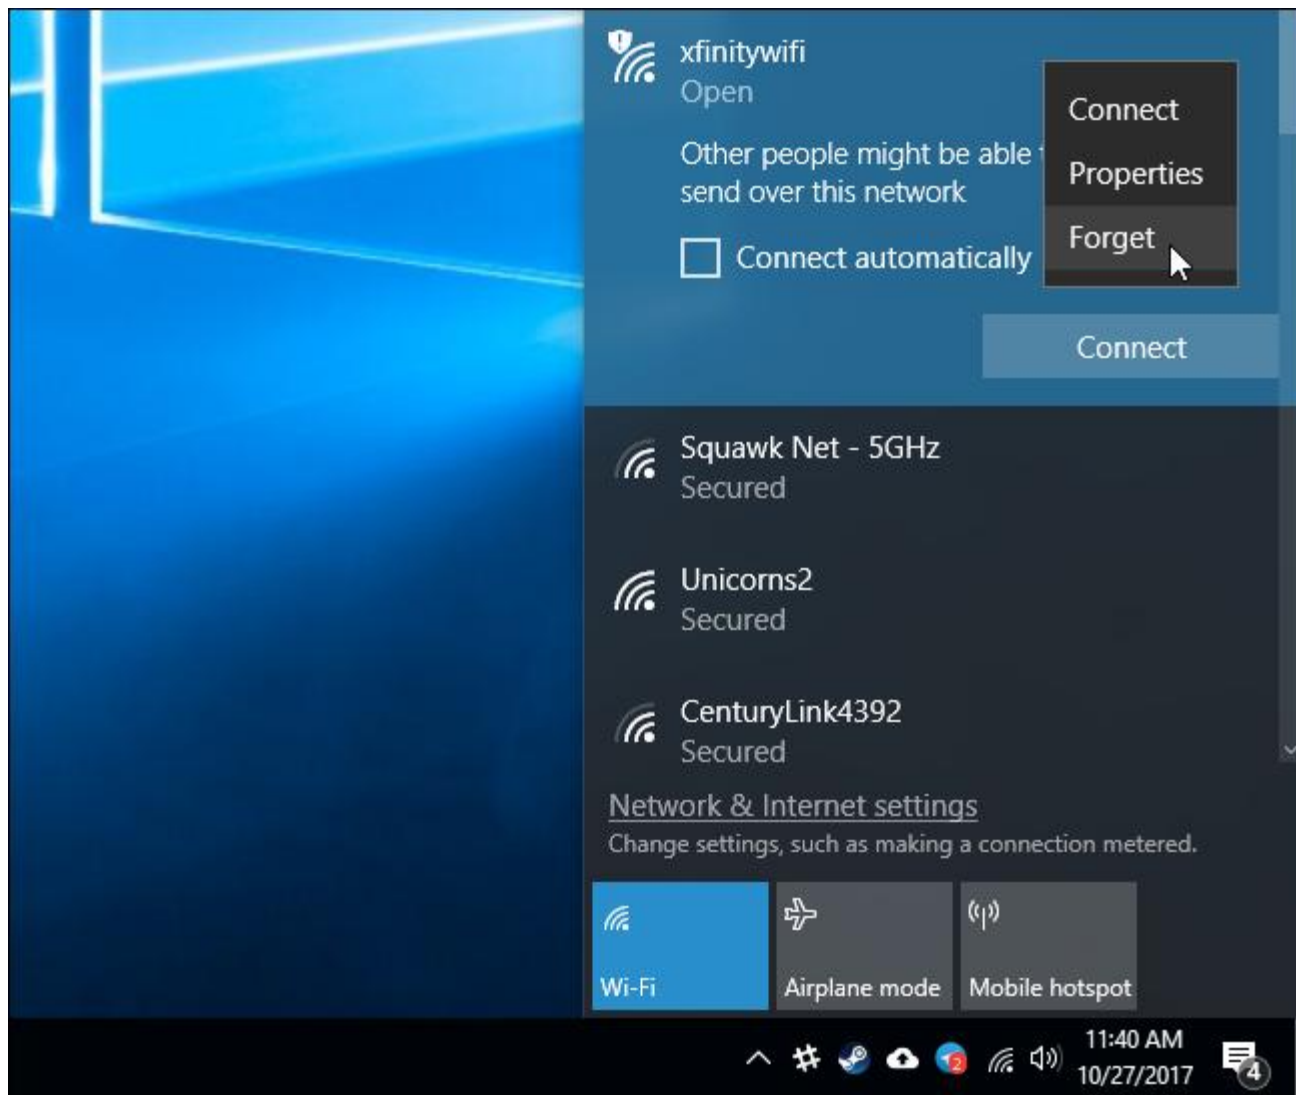 xfinitywifi
Open
Other people might be able
send over this network
Connect automatically
Connect
Properties
Forget
Connect
Squawk Net - 5GHz
Secured
Unicorns2
Secured
CenturyLink4392
Secured
Network & Internet settings
Change settings, such as making a connection metered.
Wi-Fi
Airplane mode
Mobile hotspot
2
11:40 AM
10/27/2017
4